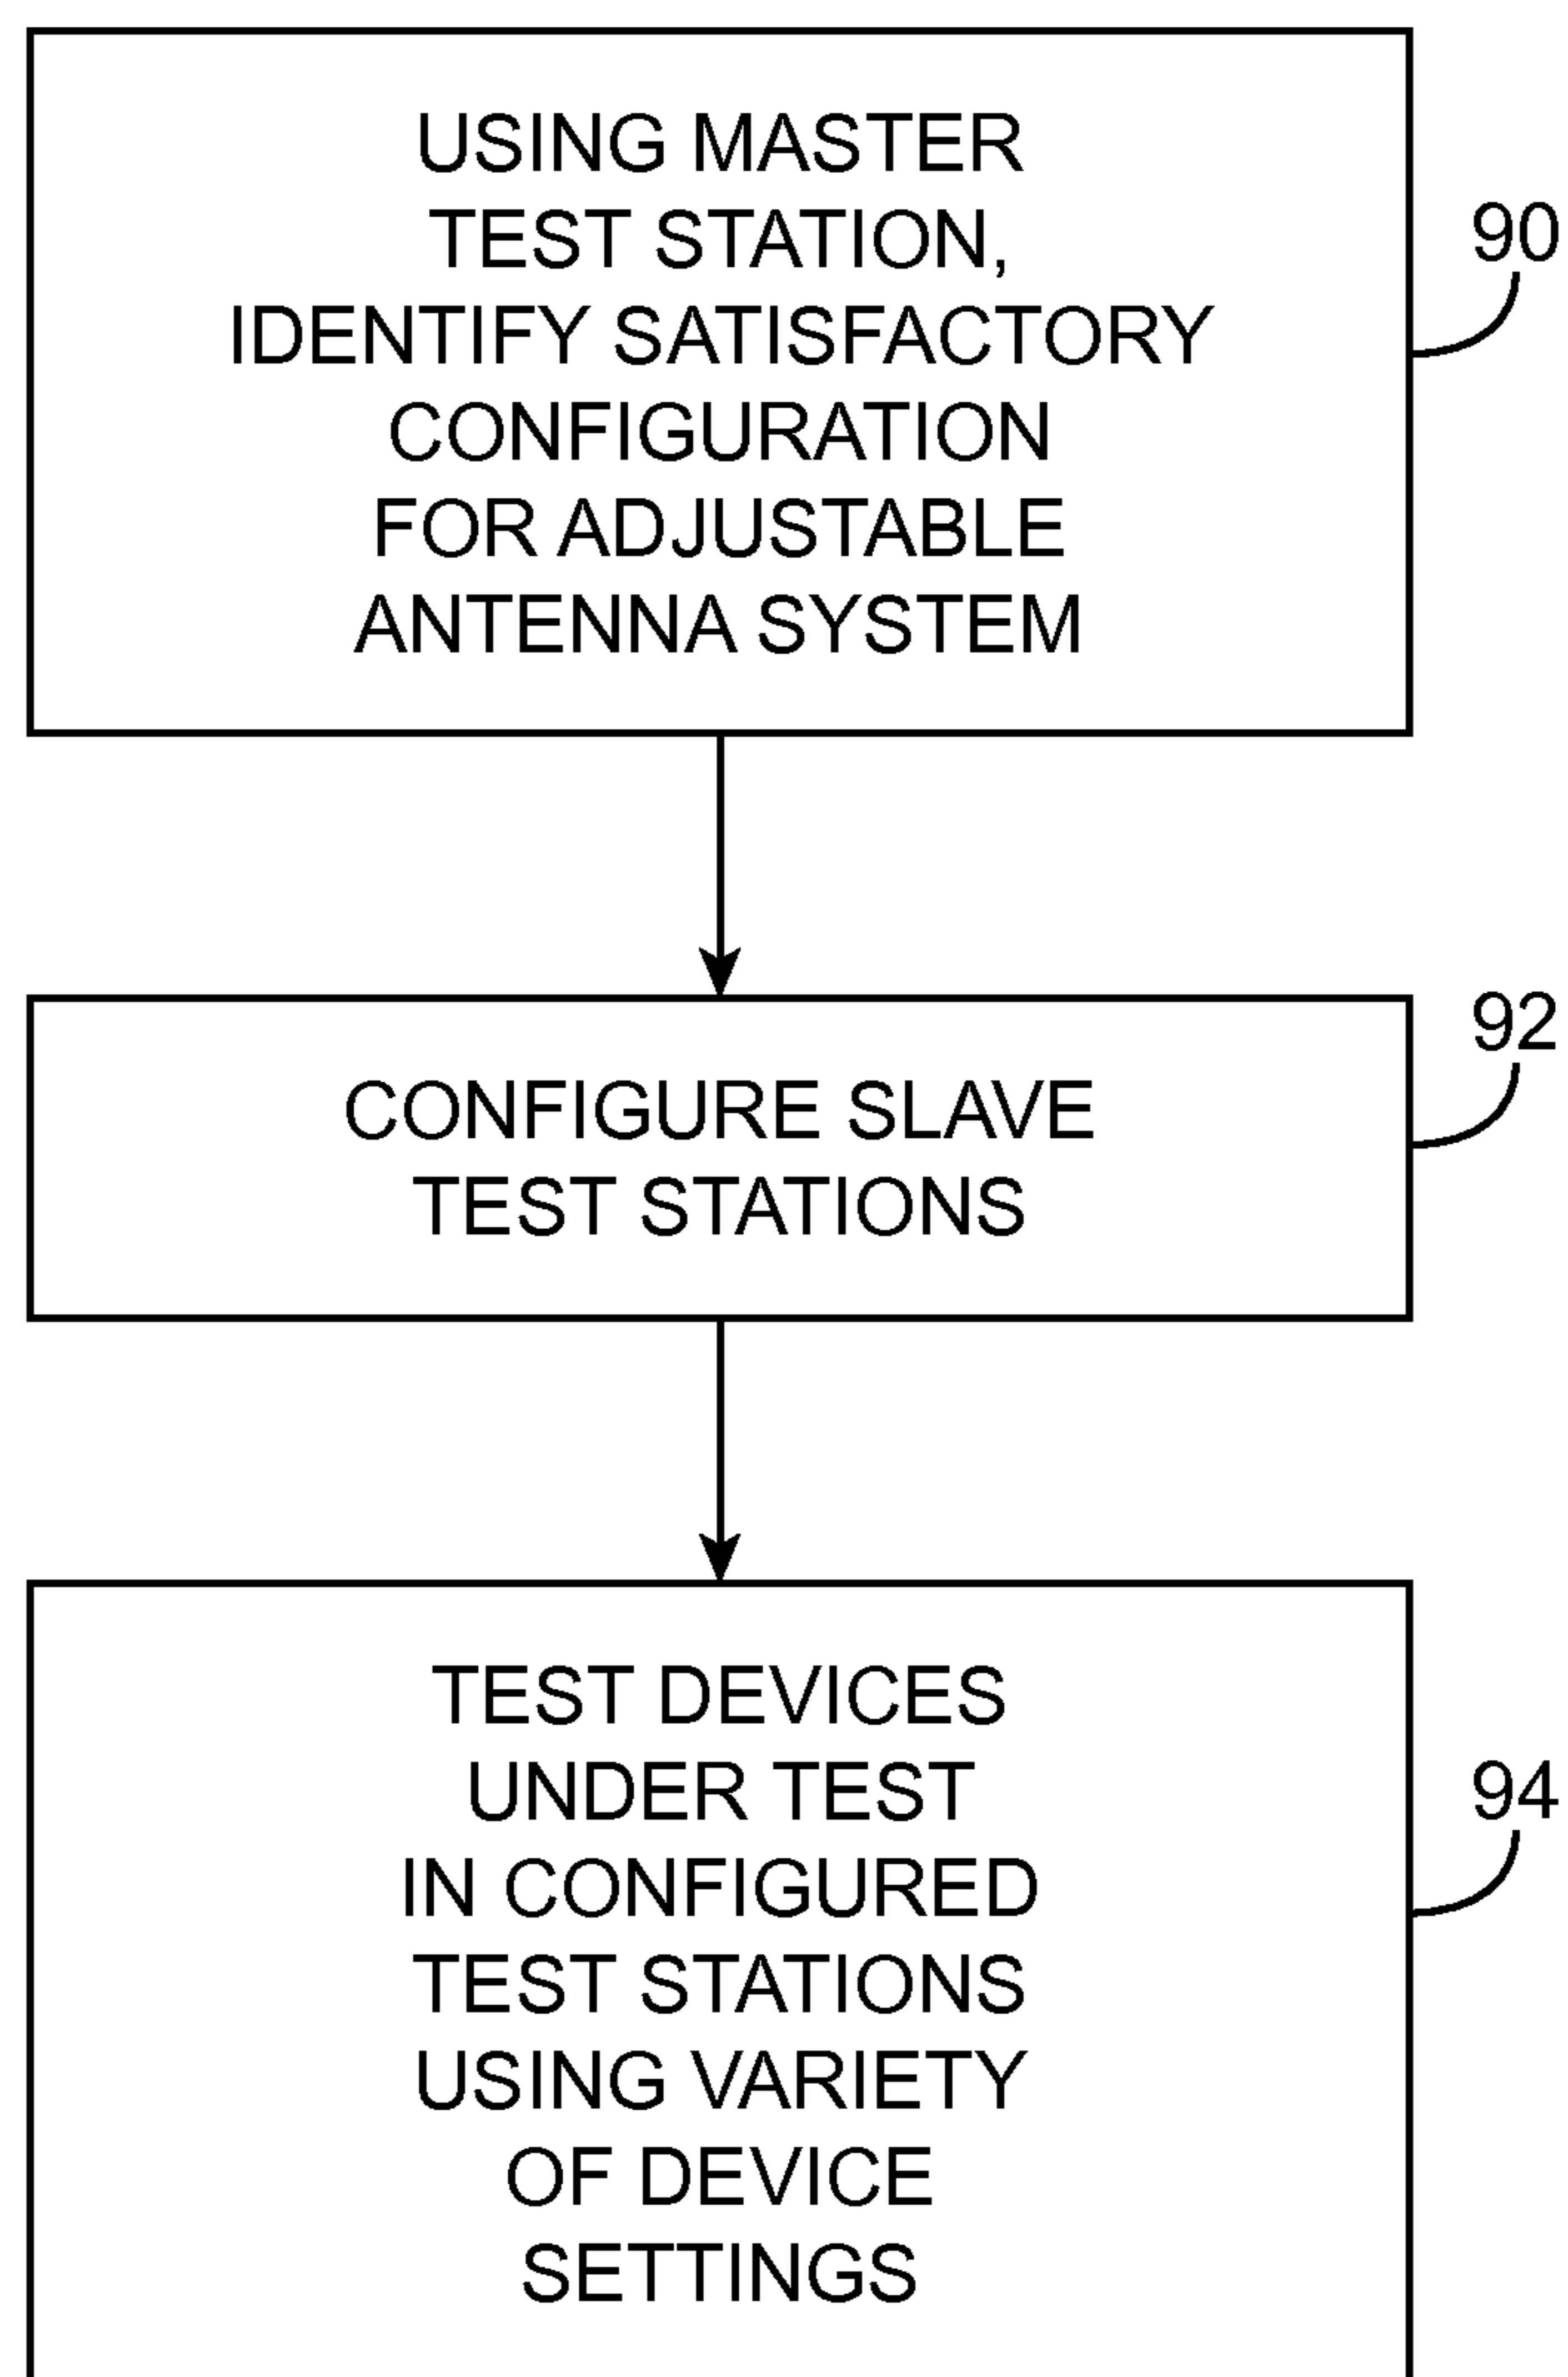 USING MASTER
TEST STATION,
IDENTIFY SATISFACTORY
CONFIGURATION
FOR ADJUSTABLE
ANTENNA SYSTEM
90
CONFIGURE SLAVE
TEST STATIONS
92
TEST DEVICES
UNDER TEST
IN CONFIGURED
TEST STATIONS
USING VARIETY
OF DEVICE
SETTINGS
94